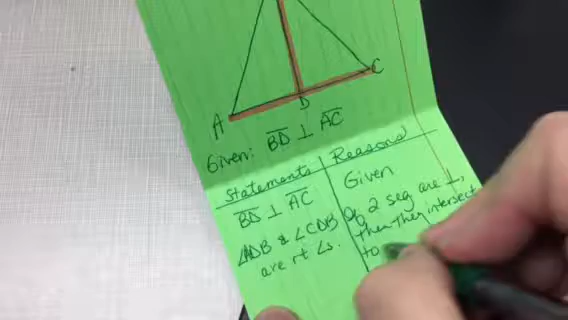 A
D
C
Given: BD ⊥ AC
Statements Reasons
BD ⊥ AC Given
∠ADB & ∠CDB
are rt ∠s.
If 2 seg are ⊥,
then they intersect
to